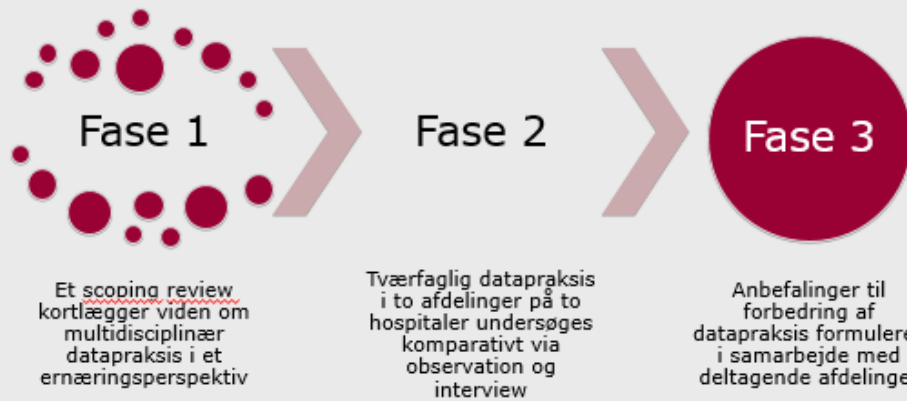 Fase 1
Fase 2
Fase 3
Et scoping review
kortlægger viden om
multidisciplinær
datapraksis i et
ernæringsperspektiv
Tværfaglig datapraksis
i to afdelinger på to
hospitaler undersøges
komparativt via
observation og
interview
Anbefalinger til
forbedring af
datapraksis formulere
i samarbejde med
deltagende afdelinge